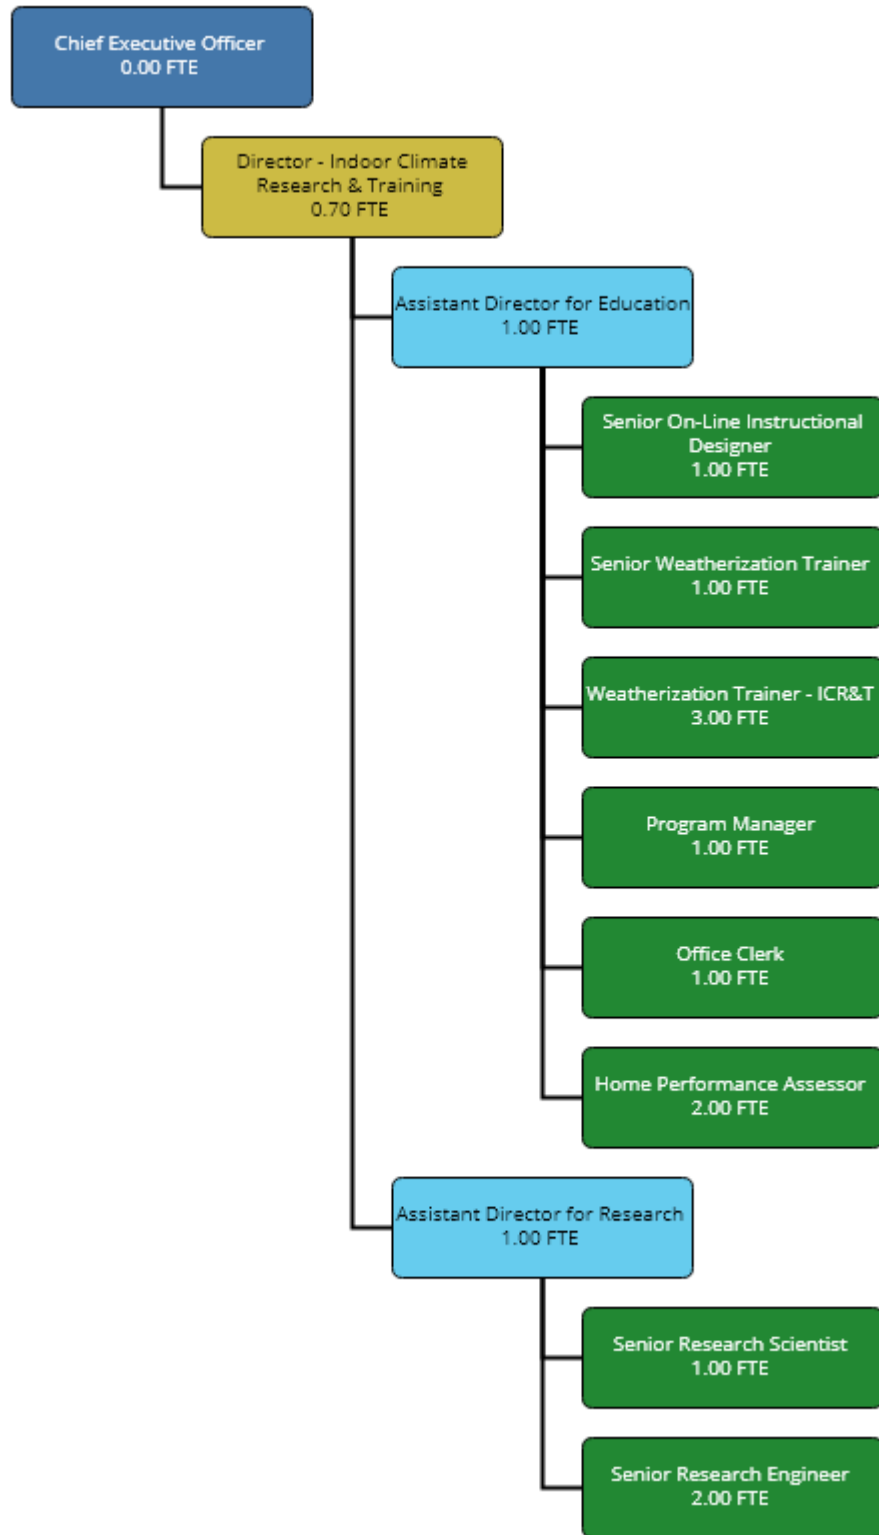 Chief Executive Officer
0.00 FTE
Director - Indoor Climate
Research & Training
0.70 FTE
Assistant Director for Education
1.00 FTE
Senior On-Line Instructional
Designer
1.00 FTE
Senior Weatherization Trainer
1.00 FTE
Weatherization Trainer - ICR&T
3.00 FTE
Program Manager
1.00 FTE
Office Clerk
1.00 FTE
Home Performance Assessor
2.00 FTE
Assistant Director for Research
1.00 FTE
Senior Research Scientist
1.00 FTE
Senior Research Engineer
2.00 FTE